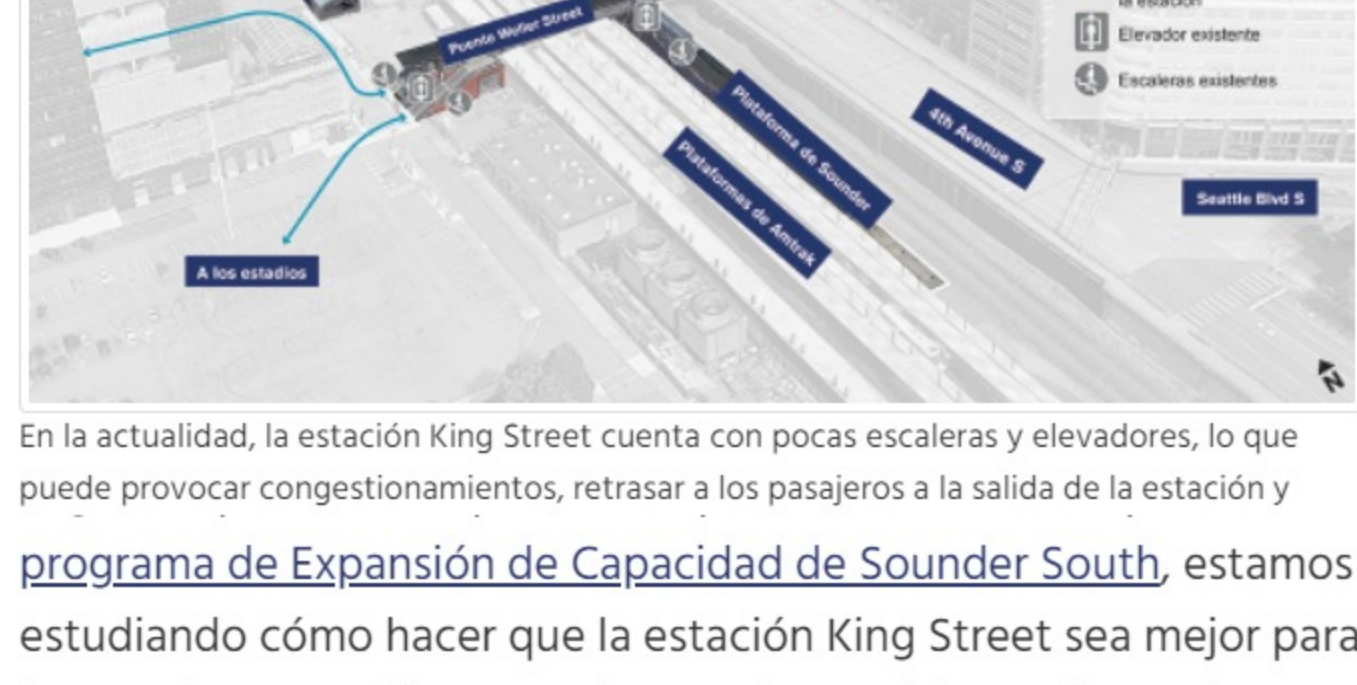 la estación
Elevador existente
Escaleras existentes
Puente Weller Street
Plataforma de Sounder
Plataformas de Amtrak
4th Avenue S
Seattle Blvd S
A los estadios
N
En la actualidad, la estación King Street cuenta con pocas escaleras y elevadores, lo que
puede provocar congestionamientos, retrasar a los pasajeros a la salida de la estación y
programa de Expansión de Capacidad de Sounder South, estamos
estudiando cómo hacer que la estación King Street sea mejor para